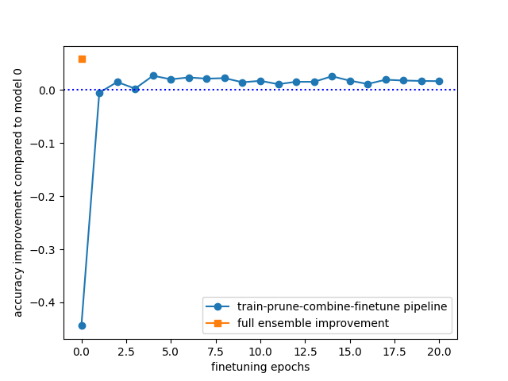 accuracy improvement compared to model 0
0.0
−0.1
−0.2
−0.3
−0.4
train-prune-combine-finetune pipeline
full ensemble improvement
0.0 2.5 5.0 7.5 10.0 12.5 15.0 17.5 20.0
finetuning epochs